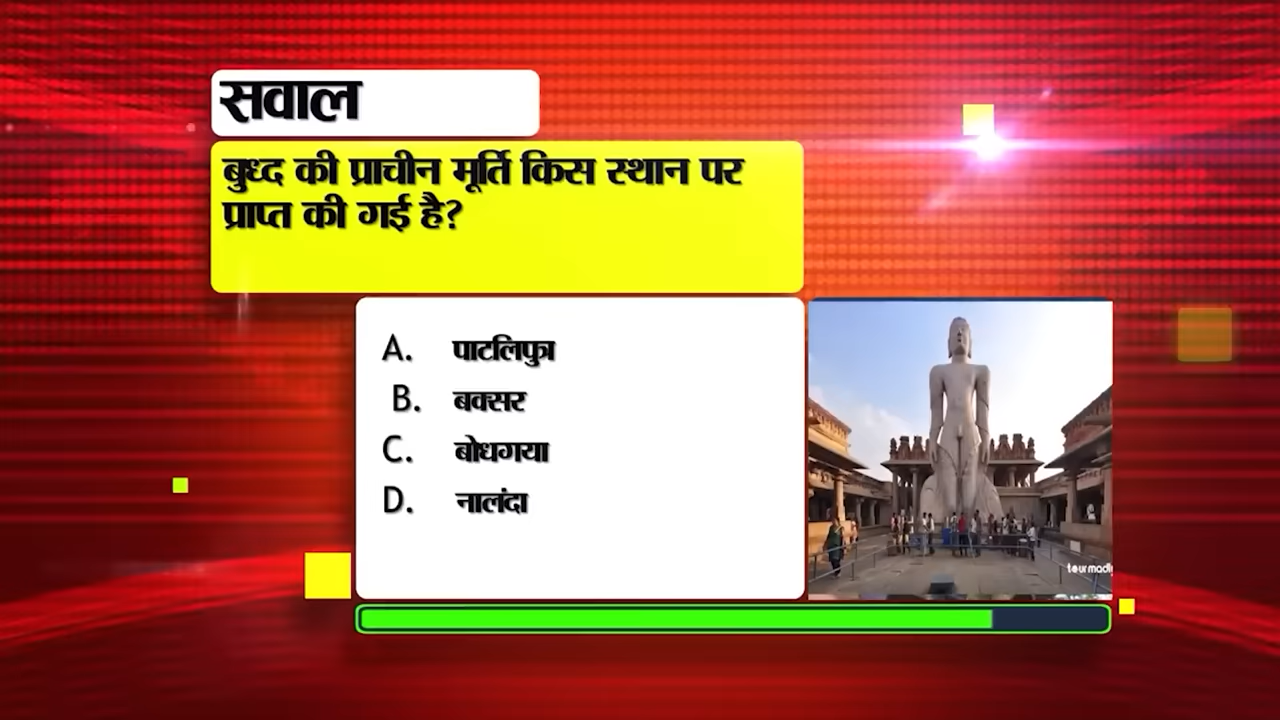 सवाल
बुध्द की प्राचीन मूर्ति किस स्थान पर
प्राप्त की गई है?
A. पाटलिपुत्रा
B. बक्सर
C. बोधगया
D. नालंदा